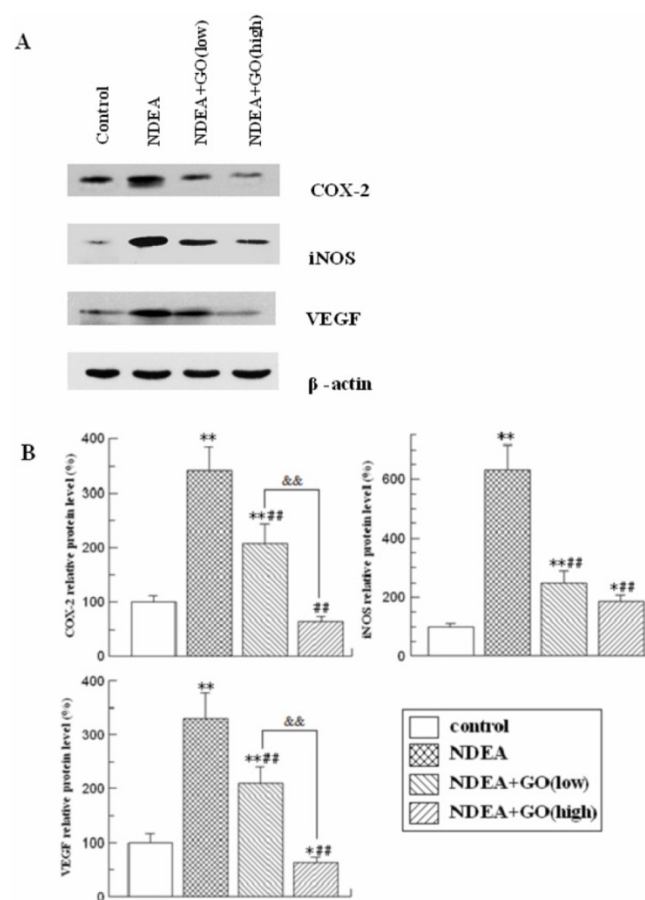 A
Control
NDEA
NDEA+GO(low)
NDEA+GO(high)
COX-2
iNOS
VEGF
β -actin
B
COX-2 relative protein level (%)
400
350
200
100
0
**
**##
&&
##
iNOS relative protein level (%)
600
400
200
0
**
**##
*##
VEGF relative protein level (%)
400
300
200
100
0
**
**##
&&
*##
control
NDEA
NDEA+GO(low)
NDEA+GO(high)